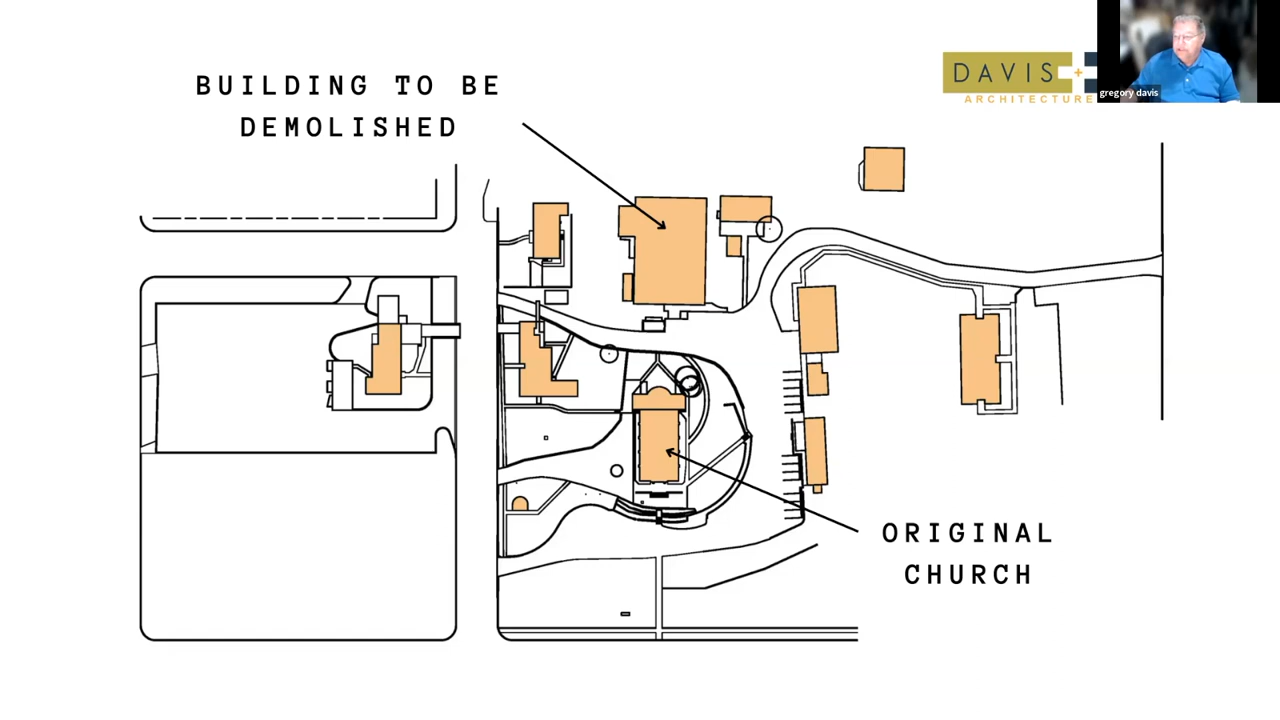 BUILDING TO BE
DEMOLISHED
DAVIS +
ARCHITECTURE
gregory davis
ORIGINAL
CHURCH